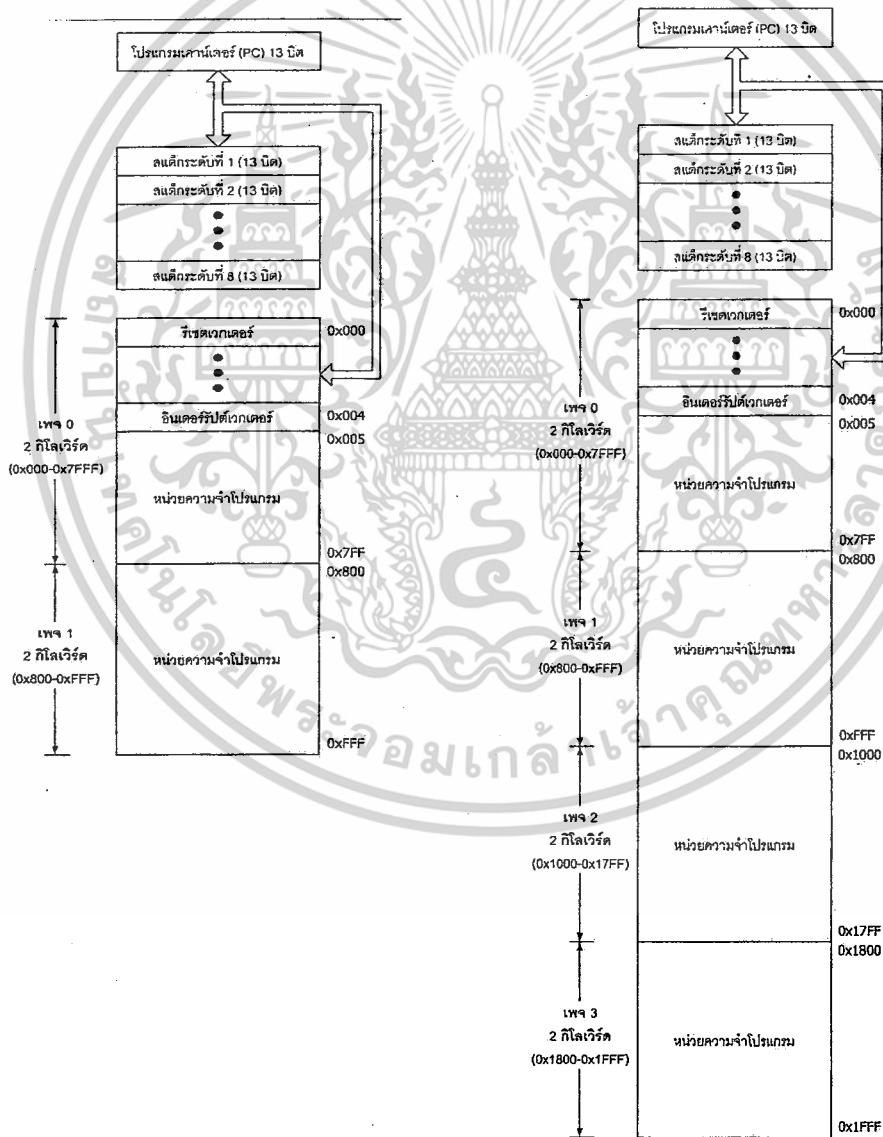 โปรแกรมเคาน์เตอร์ (PC) 13 บิต
สแต็กระดับที่ 1 (13 บิต)
สแต็กระดับที่ 2 (13 บิต)
สแต็กระดับที่ 8 (13 บิต)
รีเซตเวกเตอร์
0x000
อินเตอร์รัปต์เวกเตอร์
0x004
0x005
เพจ 0
2 กิโลเวิร์ด
(0x000-0x7FFF)
หน่วยความจำโปรแกรม
0x7FF
0x800
เพจ 1
2 กิโลเวิร์ด
(0x800-0xFFF)
หน่วยความจำโปรแกรม
0xFFF
โปรแกรมเคาน์เตอร์ (PC) 13 บิต
สแต็กระดับที่ 1 (13 บิต)
สแต็กระดับที่ 2 (13 บิต)
สแต็กระดับที่ 8 (13 บิต)
รีเซตเวกเตอร์
0x000
อินเตอร์รัปต์เวกเตอร์
0x004
0x005
เพจ 0
2 กิโลเวิร์ด
(0x000-0x7FFF)
หน่วยความจำโปรแกรม
0x7FF
0x800
เพจ 1
2 กิโลเวิร์ด
(0x800-0xFFF)
หน่วยความจำโปรแกรม
0xFFF
0x1000
เพจ 2
2 กิโลเวิร์ด
(0x1000-0x17FF)
หน่วยความจำโปรแกรม
0x17FF
0x1800
เพจ 3
2 กิโลเวิร์ด
(0x1800-0x1FFF)
หน่วยความจำโปรแกรม
0x1FFF
พระจอมเกล้าเจ้าคุณทหาร